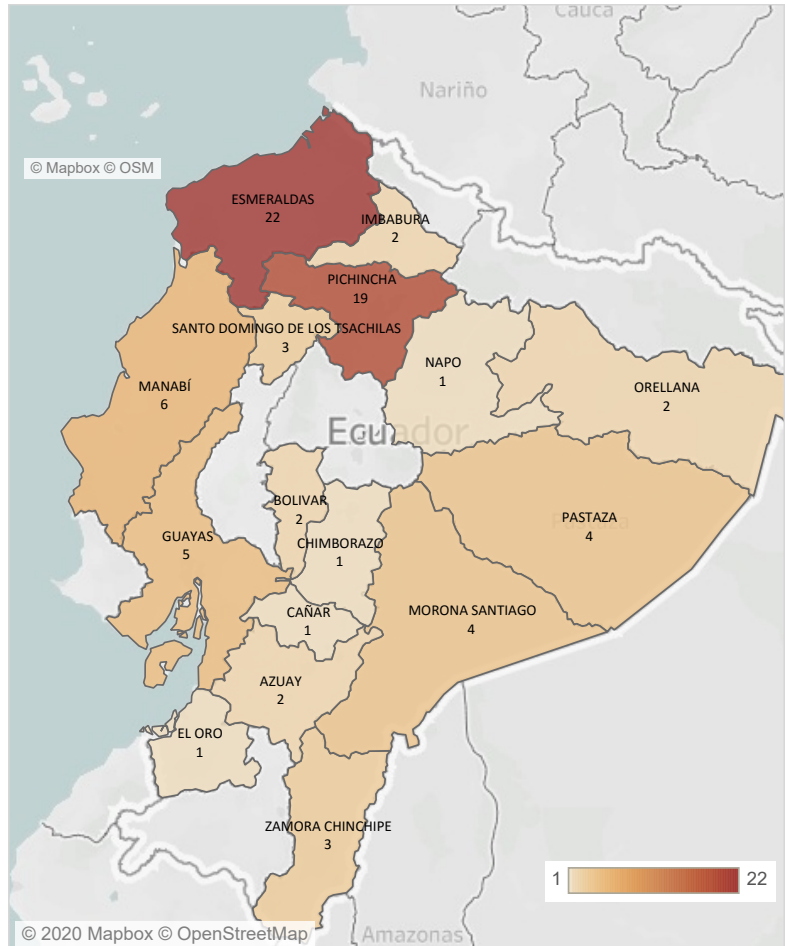 Cauca
Nariño
© Mapbox © OSM
ESMERALDAS
22
IMBABURA
2
PICHINCHA
19
SANTO DOMINGO DE LOS TSACHILAS
3
NAPO
1
MANABÍ
6
ORELLANA
2
Ecuador
BOLIVAR
2
PASTAZA
4
GUAYAS
5
CHIMBORAZO
1
CAÑAR
1
MORONA SANTIAGO
4
AZUAY
2
EL ORO
1
ZAMORA CHINCHIPE
3
1 22
© 2020 Mapbox © OpenStreetMap
Amazonas